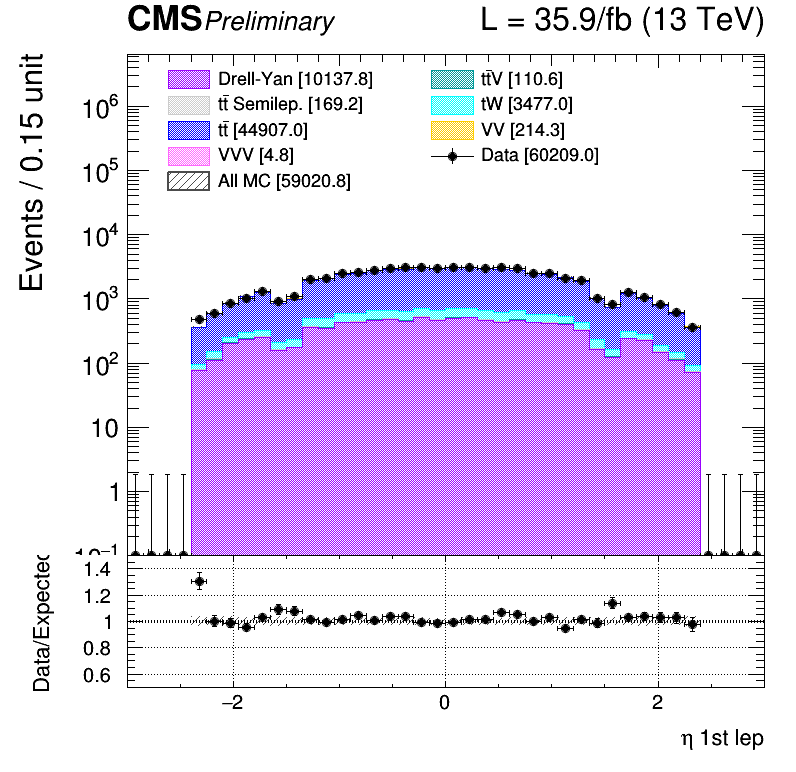 CMS Preliminary L = 35.9/fb (13 TeV)
Events / 0.15 unit
Drell-Yan [10137.8]
tt̄ Semilep. [169.2]
tt̄ [44907.0]
VVV [4.8]
All MC [59020.8]
tt̄V [110.6]
tW [3477.0]
VV [214.3]
Data [60209.0]
10⁶
10⁵
10⁴
10³
10²
10
1
10⁻¹
Data/Expected
1.4
1.2
1
0.8
0.6
−2 0 2
η 1st lep